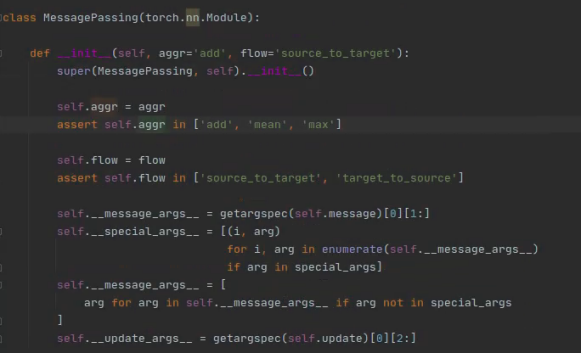 class MessagePassing(torch.nn.Module):
def __init__(self, aggr='add', flow='source_to_target'):
super(MessagePassing, self).__init__()
self.aggr = aggr
assert self.aggr in ['add', 'mean', 'max']
self.flow = flow
assert self.flow in ['source_to_target', 'target_to_source']
self.__message_args__ = getargspec(self.message)[0][1:]
self.__special_args__ = [(i, arg)
for i, arg in enumerate(self.__message_args__)
if arg in special_args]
self.__message_args__ = [
arg for arg in self.__message_args__ if arg not in special_args
]
self.__update_args__ = getargspec(self.update)[0][2:]